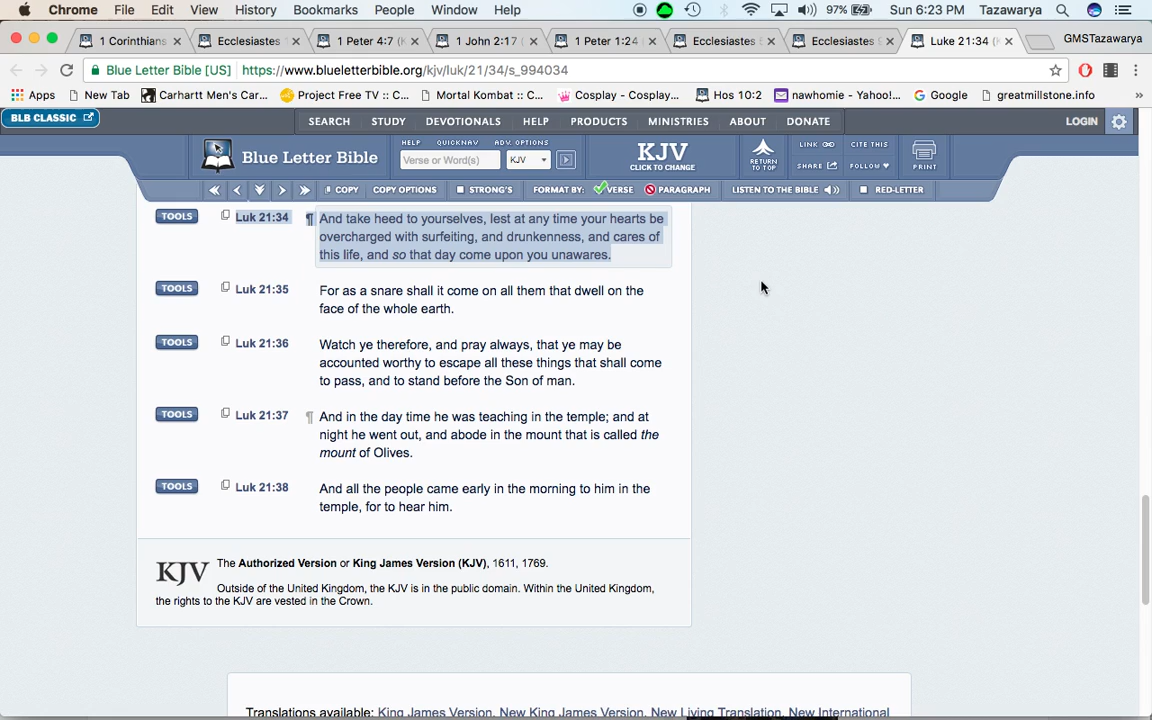 Chrome File Edit View History Bookmarks People Window Help 97% Sun 6:23 PM Tazawarya
1 Corinthians Ecclesiastes 1 1 Peter 4:7 (K 1 John 2:17 ( 1 Peter 1:24 ( Ecclesiastes Ecclesiastes 9 Luke 21:34 (K GMSTazawarya
Blue Letter Bible [US] https://www.blueletterbible.org/kjv/luk/21/34/s_994034
Apps New Tab Carhartt Men's Car... Project Free TV :: C... Mortal Kombat :: C... Cosplay - Cosplay... Hos 10:2 nawhomie - Yahoo!... Google greatmillstone.info »
BLB CLASSIC SEARCH STUDY DEVOTIONALS HELP PRODUCTS MINISTRIES ABOUT DONATE LOGIN
HELP QUICKNAV ADV. OPTIONS
Blue Letter Bible Verse or Word(s) KJV KJV CLICK TO CHANGE RETURN TO TOP LINK CITE THIS SHARE FOLLOW PRINT
COPY COPY OPTIONS STRONG'S FORMAT BY: VERSE PARAGRAPH LISTEN TO THE BIBLE RED-LETTER
TOOLS Luk 21:34 ¶ And take heed to yourselves, lest at any time your hearts be
overcharged with surfeiting, and drunkenness, and cares of
this life, and so that day come upon you unawares.
TOOLS Luk 21:35 For as a snare shall it come on all them that dwell on the
face of the whole earth.
TOOLS Luk 21:36 Watch ye therefore, and pray always, that ye may be
accounted worthy to escape all these things that shall come
to pass, and to stand before the Son of man.
TOOLS Luk 21:37 ¶ And in the day time he was teaching in the temple; and at
night he went out, and abode in the mount that is called the
mount of Olives.
TOOLS Luk 21:38 And all the people came early in the morning to him in the
temple, for to hear him.
KJV The Authorized Version or King James Version (KJV), 1611, 1769.
Outside of the United Kingdom, the KJV is in the public domain. Within the United Kingdom,
the rights to the KJV are vested in the Crown.
Translations available: King James Version, New King James Version, New Living Translation, New International